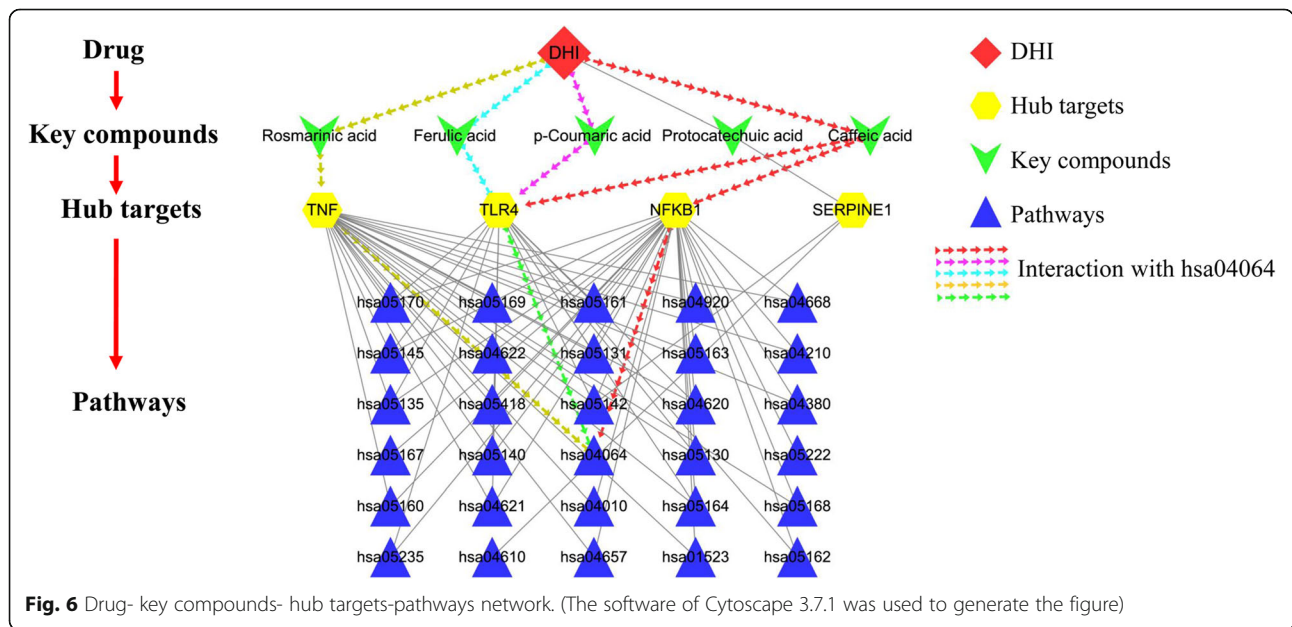 Drug
DHI
DHI
Hub targets
Key compounds
Rosmarinic acid Ferulic acid p-Coumaric acid Protocatechuic acid Caffeic acid
Key compounds
Hub targets
TNF TLR4 NFKB1 SERPINE1
Pathways
Interaction with hsa04064
hsa05170 hsa05169 hsa05161 hsa04920 hsa04668
hsa05145 hsa04622 hsa05131 hsa05163 hsa04210
Pathways
hsa05135 hsa05418 hsa05142 hsa04620 hsa04380
hsa05167 hsa05140 hsa04064 hsa05130 hsa05222
hsa05160 hsa04621 hsa04010 hsa05164 hsa05168
hsa05235 hsa04610 hsa04657 hsa01523 hsa05162
Fig. 6 Drug- key compounds- hub targets-pathways network. (The software of Cytoscape 3.7.1 was used to generate the figure)